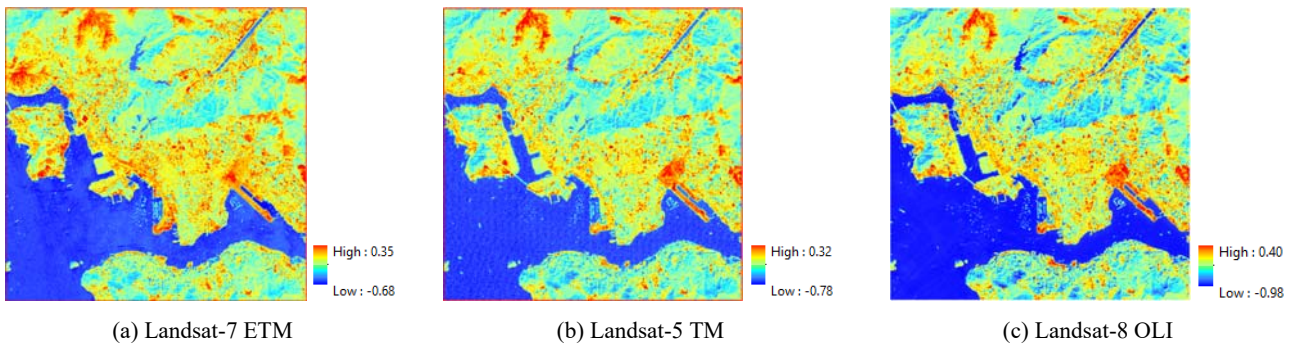 High : 0.35
Low : -0.68
High : 0.32
Low : -0.78
High : 0.40
Low : -0.98
(a) Landsat-7 ETM
(b) Landsat-5 TM
(c) Landsat-8 OLI